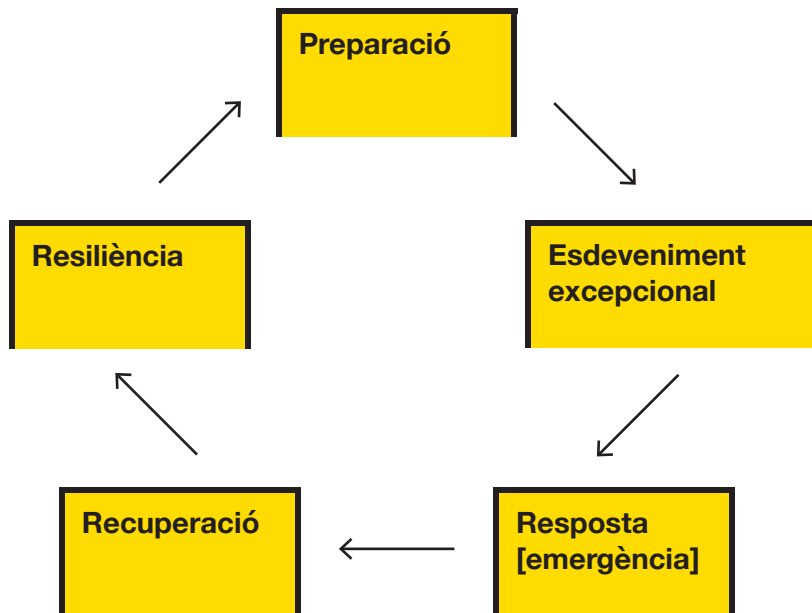 Preparació
Esdeveniment
excepcional
Resposta
[emergència]
Recuperació
Resiliència